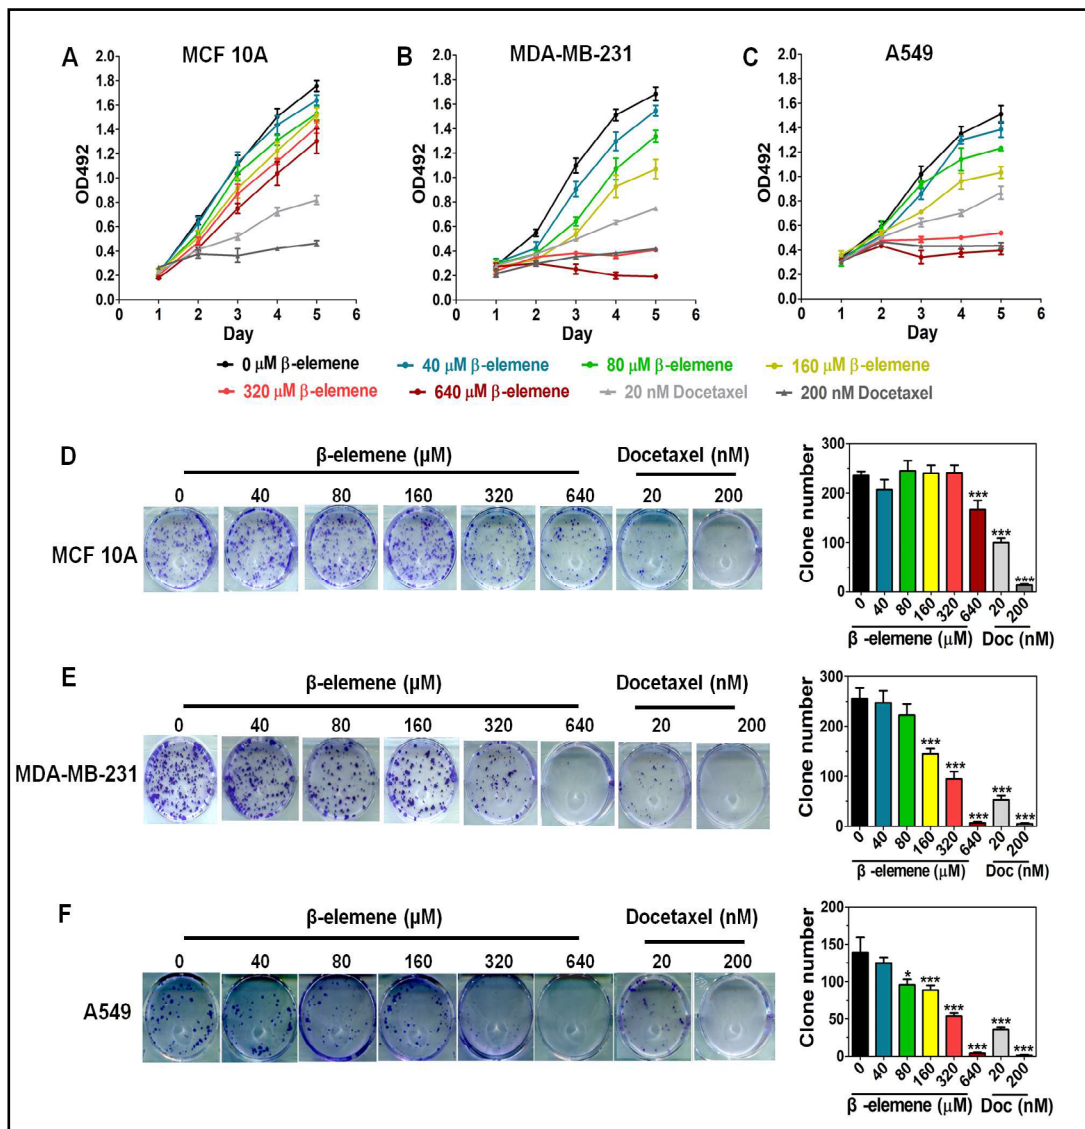 A MCF 10A
B MDA-MB-231
C A549
OD492
2.0
1.8
1.6
1.4
1.2
1.0
0.8
0.6
0.4
0.2
0.0
0 1 2 3 4 5 6
Day
OD492
2.0
1.8
1.6
1.4
1.2
1.0
0.8
0.6
0.4
0.2
0.0
0 1 2 3 4 5 6
Day
OD492
2.0
1.8
1.6
1.4
1.2
1.0
0.8
0.6
0.4
0.2
0.0
0 1 2 3 4 5 6
Day
0 μM β-elemene 40 μM β-elemene 80 μM β-elemene 160 μM β-elemene
320 μM β-elemene 640 μM β-elemene 20 nM Docetaxel 200 nM Docetaxel
D
β-elemene (μM) Docetaxel (nM)
0 40 80 160 320 640 20 200
MCF 10A
Clone number
300
200
100
0
*** *** ***
0 40 80 160 320 640 20 200
β -elemene (μM) Doc (nM)
E
β-elemene (μM) Docetaxel (nM)
0 40 80 160 320 640 20 200
MDA-MB-231
Clone number
300
200
100
0
*** *** *** *** ***
0 40 80 160 320 640 20 200
β -elemene (μM) Doc (nM)
F
β-elemene (μM) Docetaxel (nM)
0 40 80 160 320 640 20 200
A549
Clone number
200
150
100
50
0
* *** *** *** *** ***
0 40 80 160 320 640 20 200
β -elemene (μM) Doc (nM)